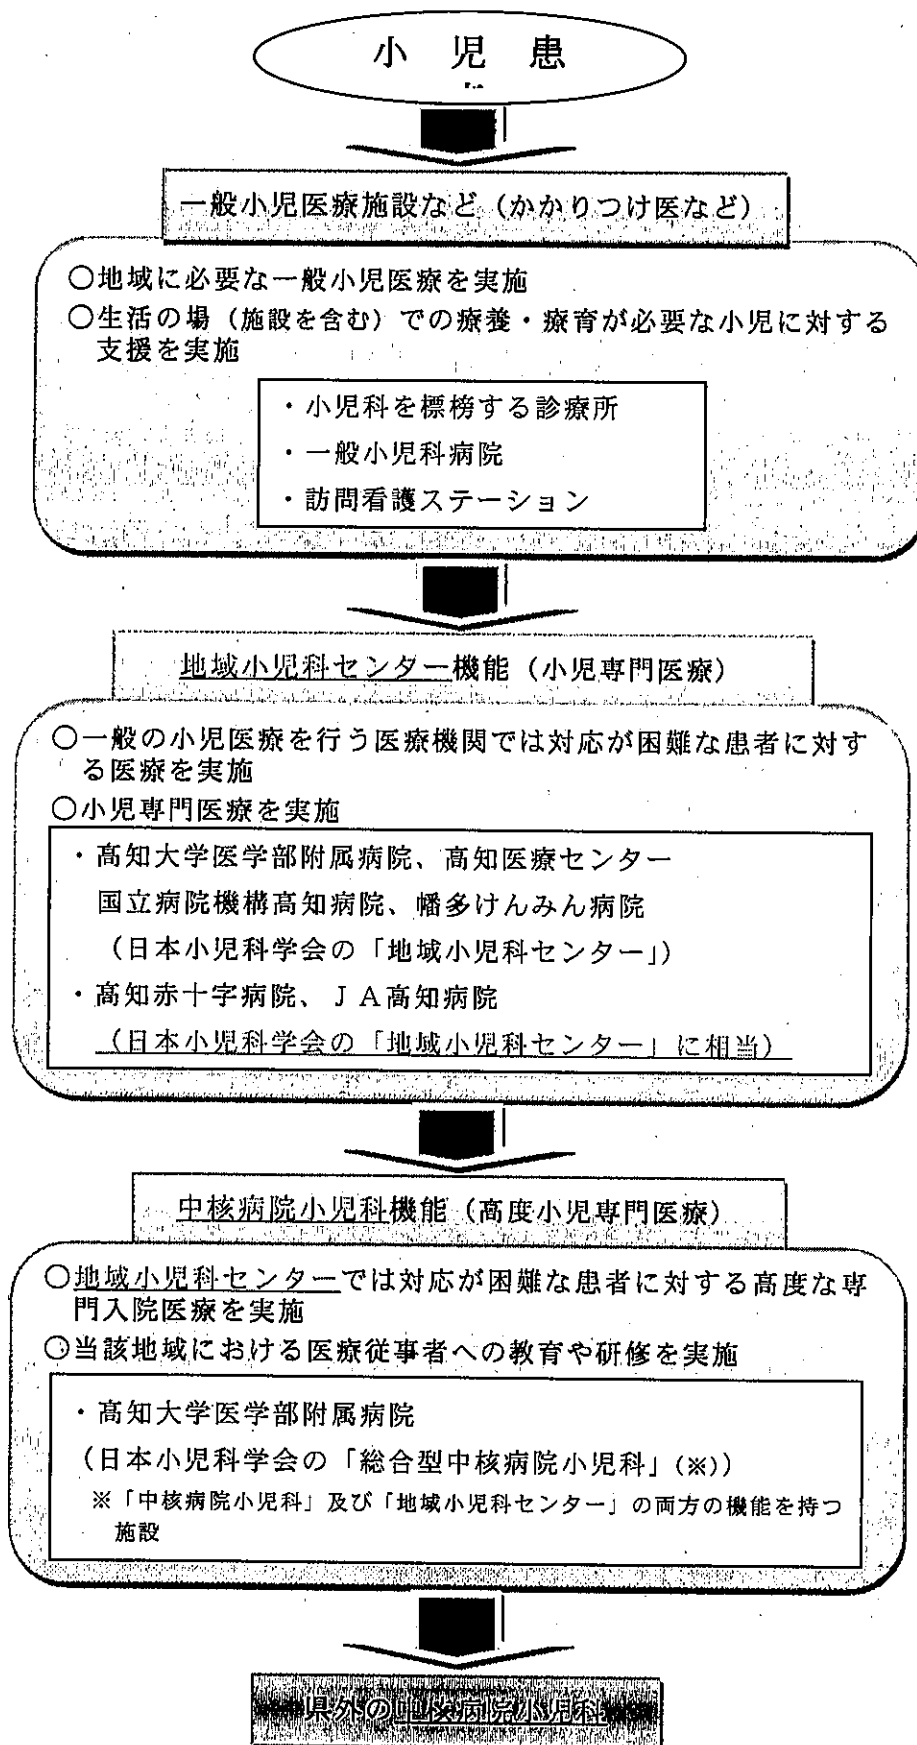 小児患
一般小児医療施設など（かかりつけ医など）
○地域に必要な一般小児医療を実施
○生活の場（施設を含む）での療養・療育が必要な小児に対する
支援を実施
・小児科を標榜する診療所
・一般小児科病院
・訪問看護ステーション
地域小児科センター機能（小児専門医療）
○一般の小児医療を行う医療機関では対応が困難な患者に対す
る医療を実施
○小児専門医療を実施
・高知大学医学部附属病院、高知医療センター
国立病院機構高知病院、幡多けんみん病院
（日本小児科学会の「地域小児科センター」）
・高知赤十字病院、ＪＡ高知病院
（日本小児科学会の「地域小児科センター」に相当）
中核病院小児科機能（高度小児専門医療）
○地域小児科センターでは対応が困難な患者に対する高度な専
門入院医療を実施
○当該地域における医療従事者への教育や研修を実施
・高知大学医学部附属病院
（日本小児科学会の「総合型中核病院小児科」(※)）
※「中核病院小児科」及び「地域小児科センター」の両方の機能を持つ
施設
県外の中核病院小児科